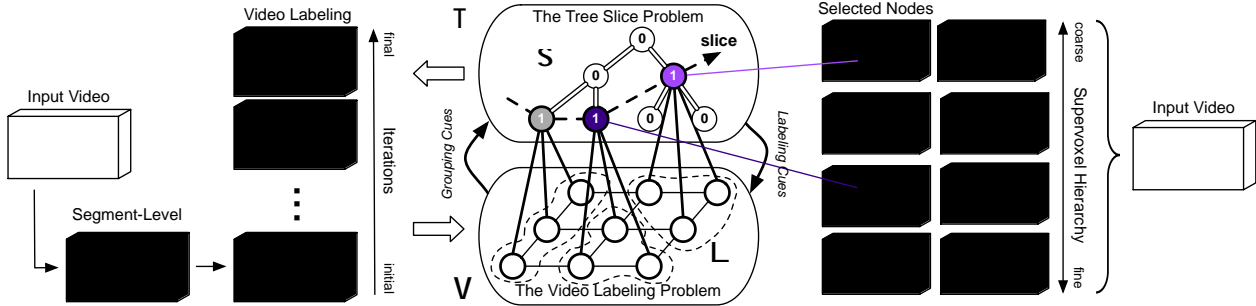 Input Video
Segment-Level
Video Labeling
final
Iterations
initial
T
The Tree Slice Problem
S
slice
0
0
1
1
1
0
0
Grouping Cues
Labeling Cues
L
V
The Video Labeling Problem
Selected Nodes
coarse
Supervoxel Hierarchy
fine
Input Video